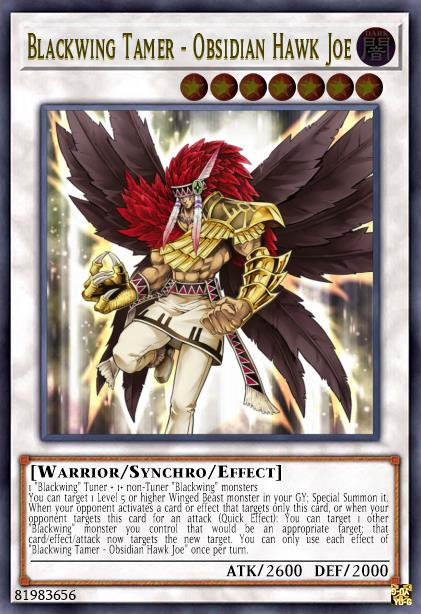 Blackwing Tamer - Obsidian Hawk Joe
DARK
闇
[Warrior/Synchro/Effect]
1 "Blackwing" Tuner + 1+ non-Tuner "Blackwing" monsters
You can target 1 Level 5 or higher Winged Beast monster in your GY; Special Summon it.
When your opponent activates a card or effect that targets only this card, or when your
opponent targets this card for an attack (Quick Effect): You can target 1 other
"Blackwing" monster you control that would be an appropriate target; that
card/effect/attack now targets the new target. You can only use each effect of
"Blackwing Tamer - Obsidian Hawk Joe" once per turn.
ATK/2600 DEF/2000
81983656